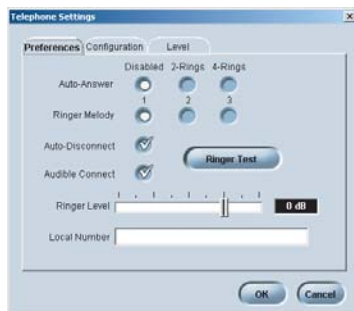 Telephone Settings
Preferences Configuration Level
Disabled 2-Rings 4-Rings
Auto-Answer
1 2 3
Ringer Melody
Auto-Disconnect
Ringer Test
Audible Connect
Ringer Level 0 dB
Local Number
OK Cancel